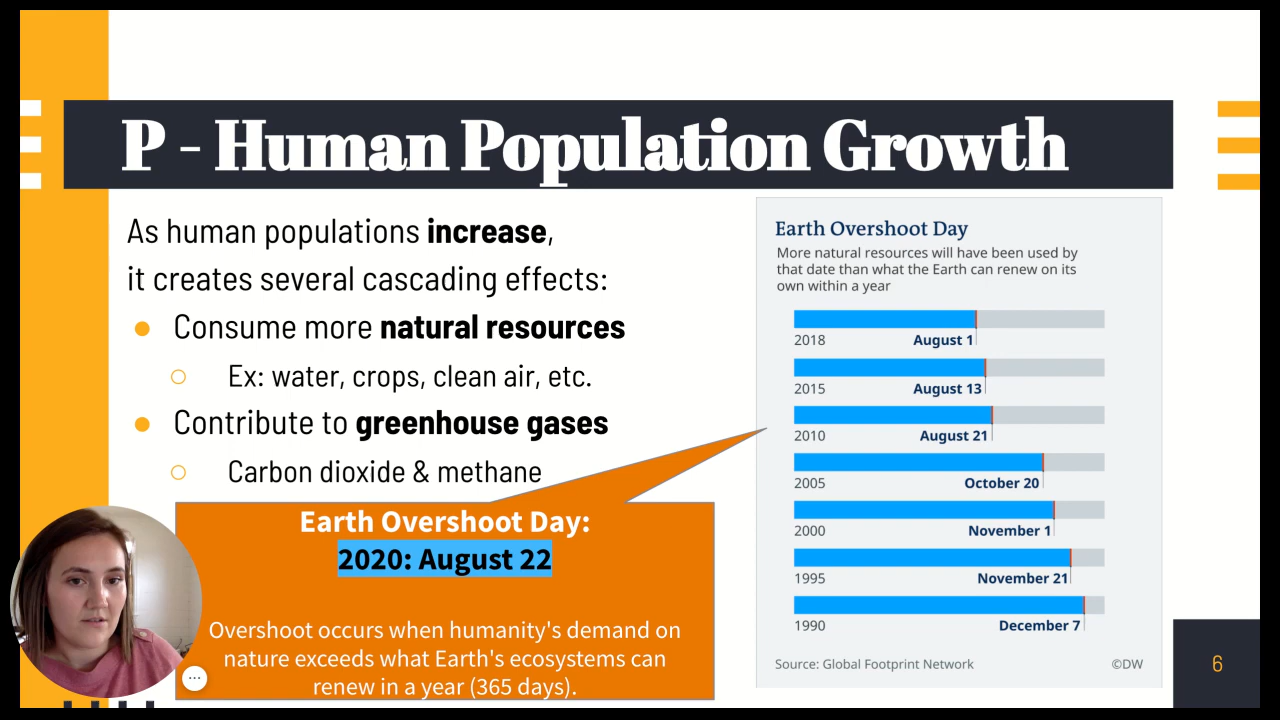 P - Human Population Growth
As human populations increase,
it creates several cascading effects:
● Consume more natural resources
○ Ex: water, crops, clean air, etc.
● Contribute to greenhouse gases
○ Carbon dioxide & methane
Earth Overshoot Day:
2020: August 22
Overshoot occurs when humanity's demand on
nature exceeds what Earth's ecosystems can
renew in a year (365 days).
Earth Overshoot Day
More natural resources will have been used by
that date than what the Earth can renew on its
own within a year
2018 August 1
2015 August 13
2010 August 21
2005 October 20
2000 November 1
1995 November 21
1990 December 7
Source: Global Footprint Network ©DW
6